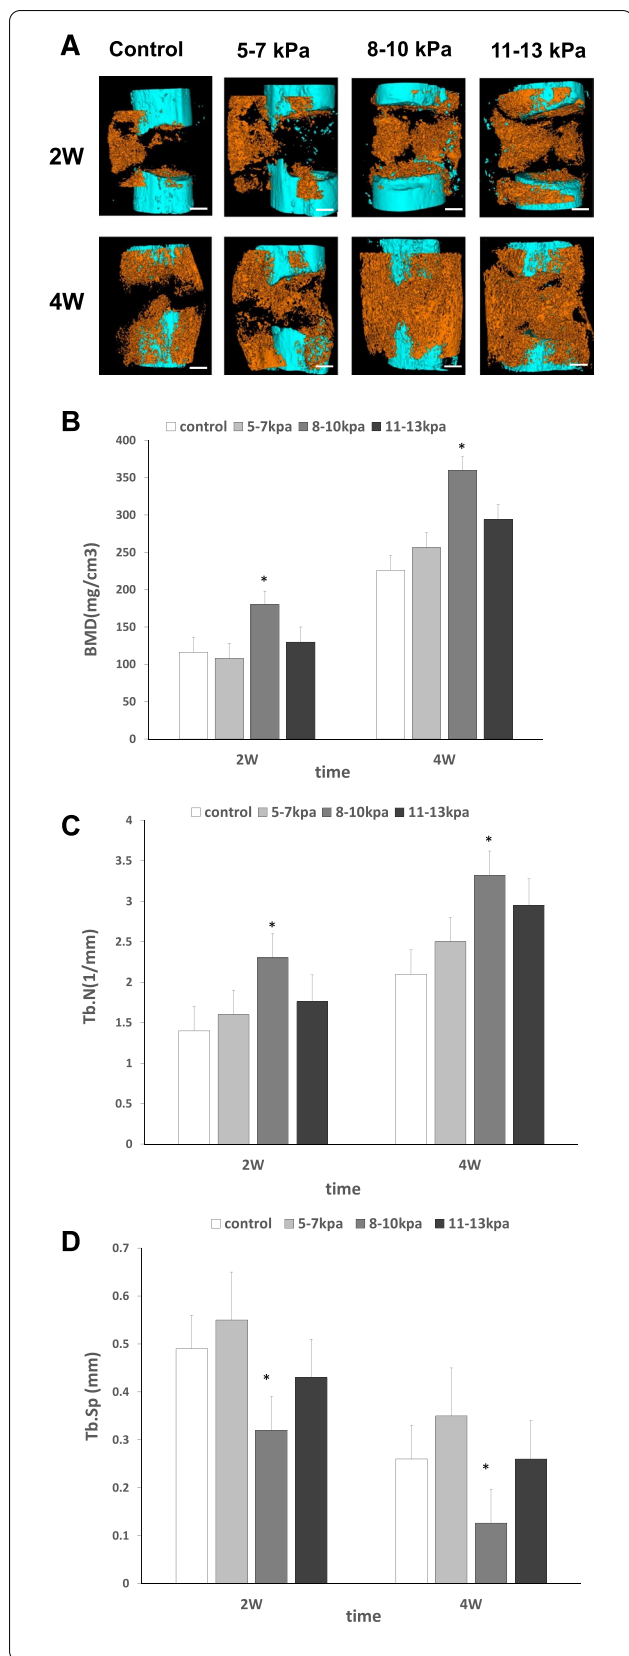 A
Control 5-7 kPa 8-10 kPa 11-13 kPa
2W
4W
B
control 5-7kpa 8-10kpa 11-13kpa
400
350
300
250
200
150
100
50
0
BMD(mg/cm3)
*
*
2W 4W
time
C
control 5-7kpa 8-10kpa 11-13kpa
4
3.5
3
2.5
2
1.5
1
0.5
0
Tb.N(1/mm)
*
*
2W 4W
time
D
control 5-7kpa 8-10kpa 11-13kpa
0.7
0.6
0.5
0.4
0.3
0.2
0.1
0
Tb.Sp (mm)
*
*
2W 4W
time